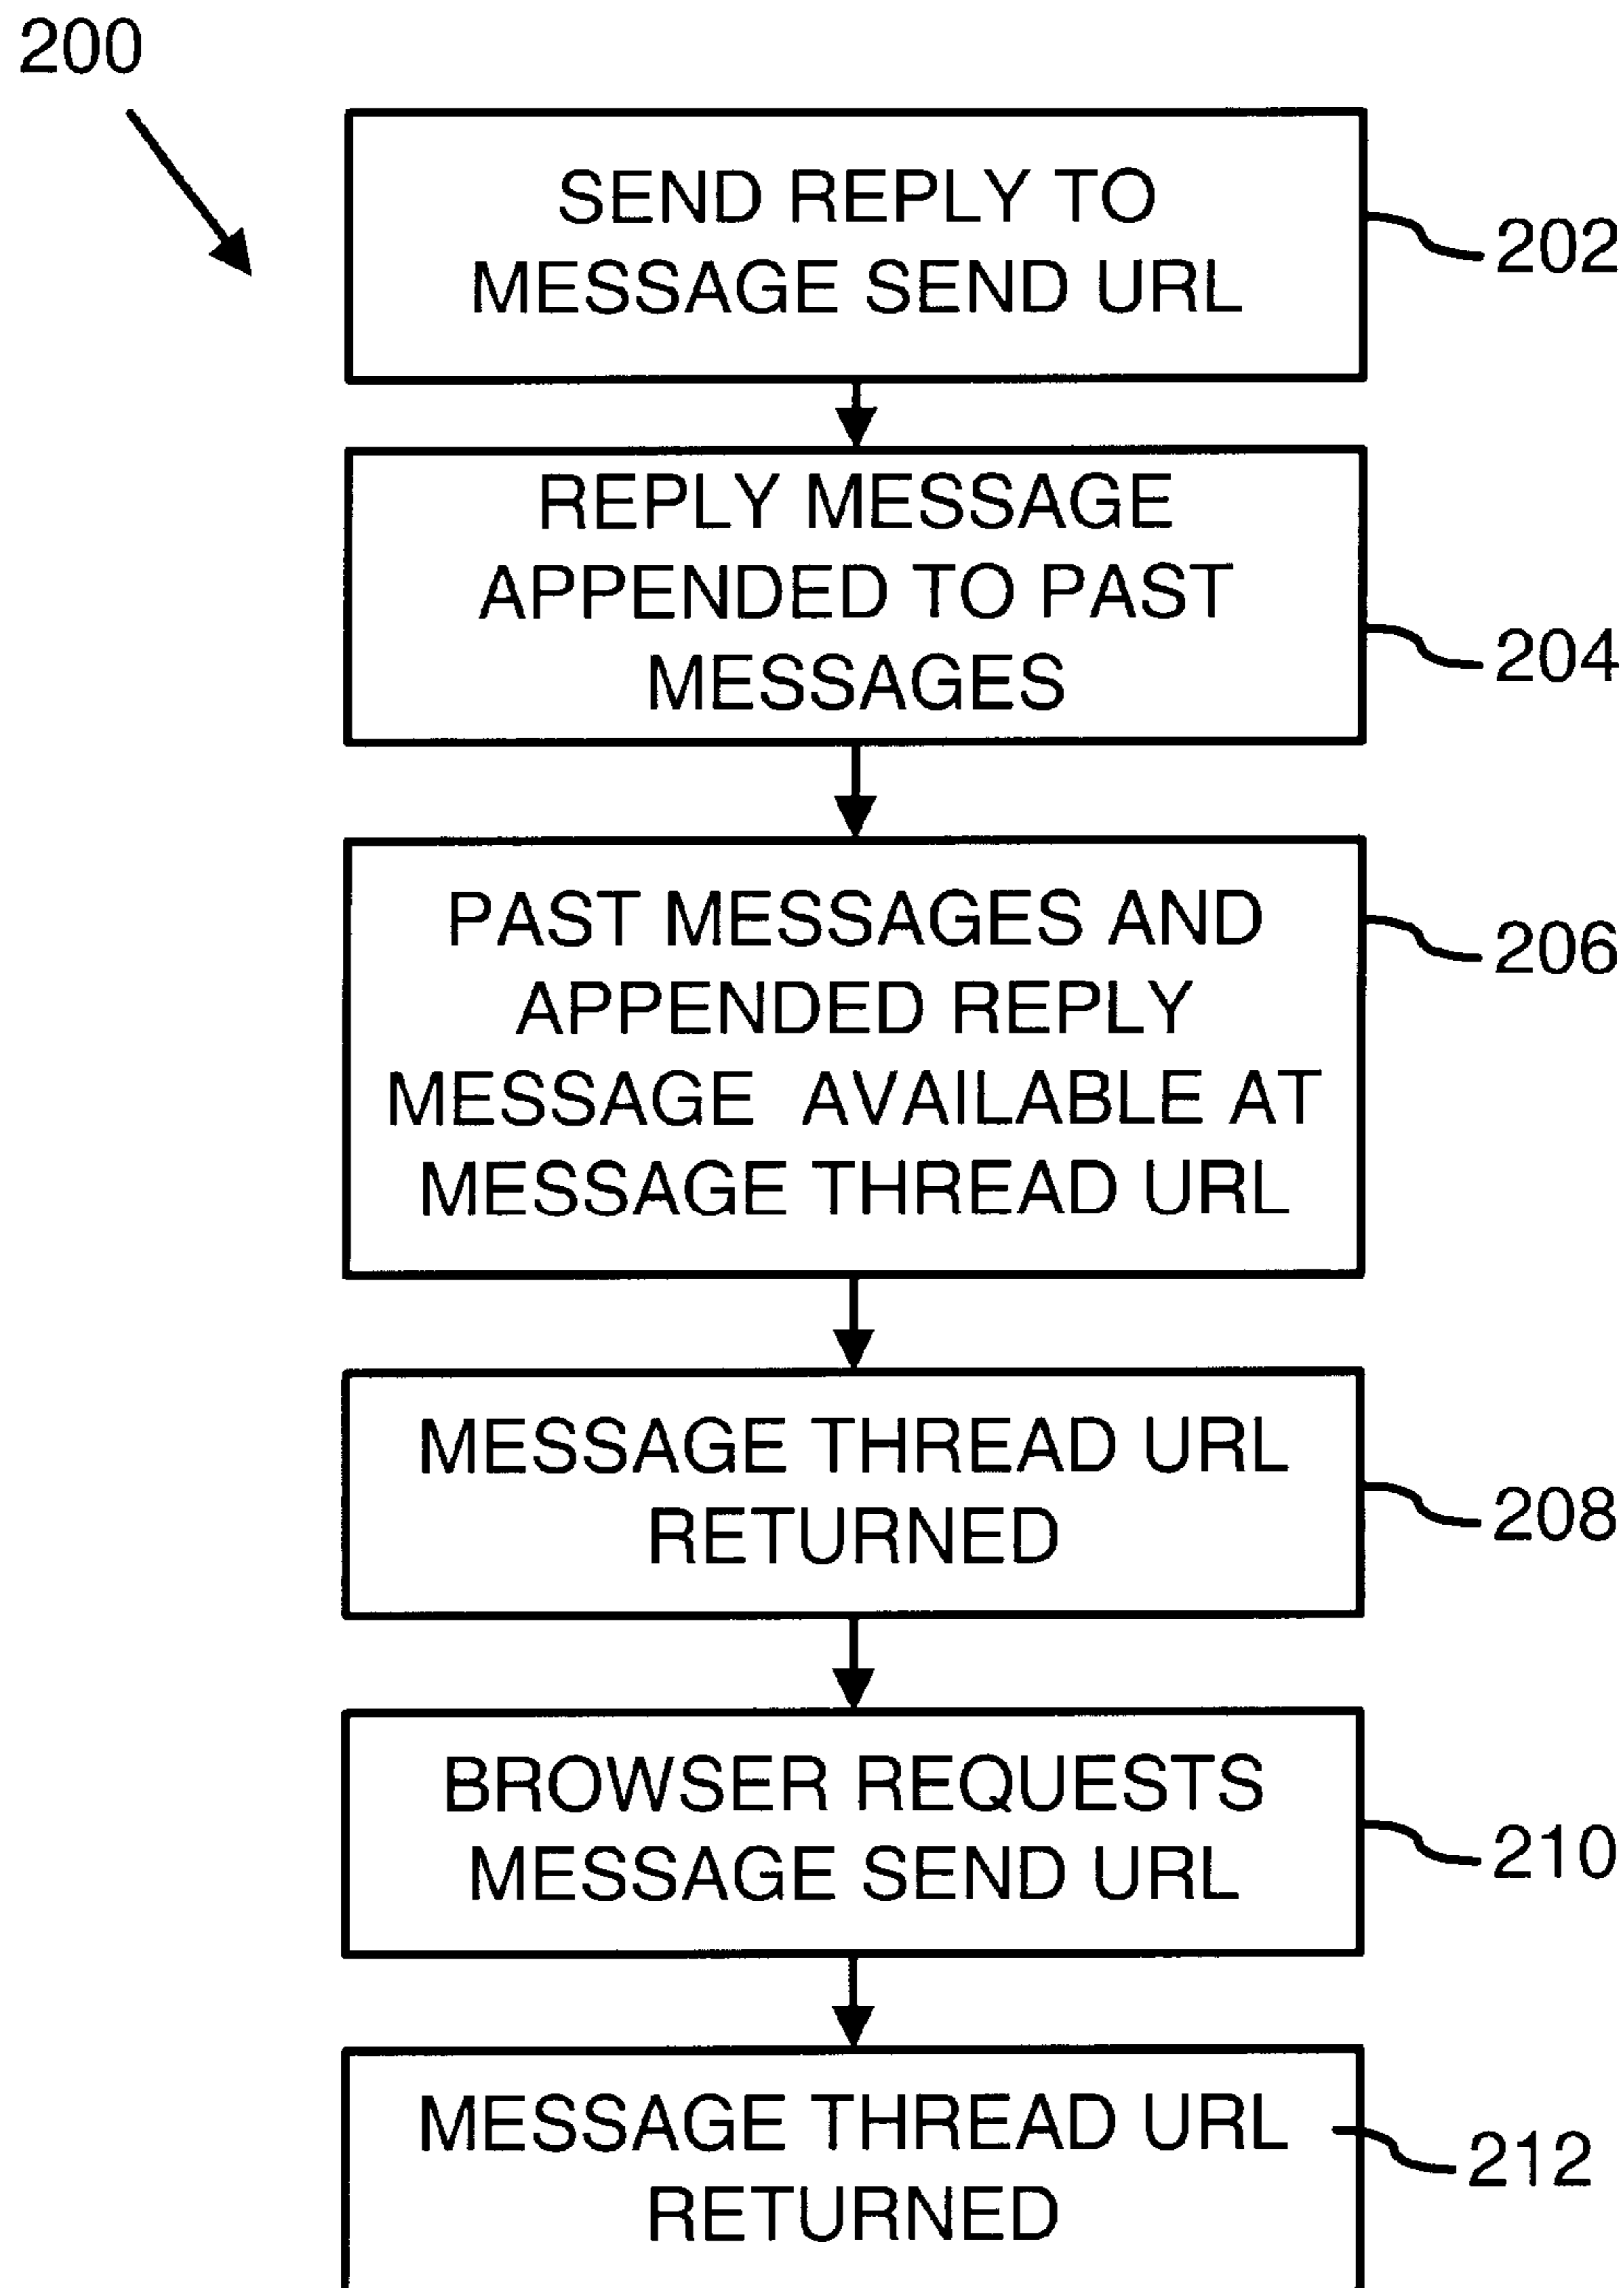 200
SEND REPLY TO
MESSAGE SEND URL
202
REPLY MESSAGE
APPENDED TO PAST
MESSAGES
204
PAST MESSAGES AND
APPENDED REPLY
MESSAGE AVAILABLE AT
MESSAGE THREAD URL
206
MESSAGE THREAD URL
RETURNED
208
BROWSER REQUESTS
MESSAGE SEND URL
210
MESSAGE THREAD URL
RETURNED
212